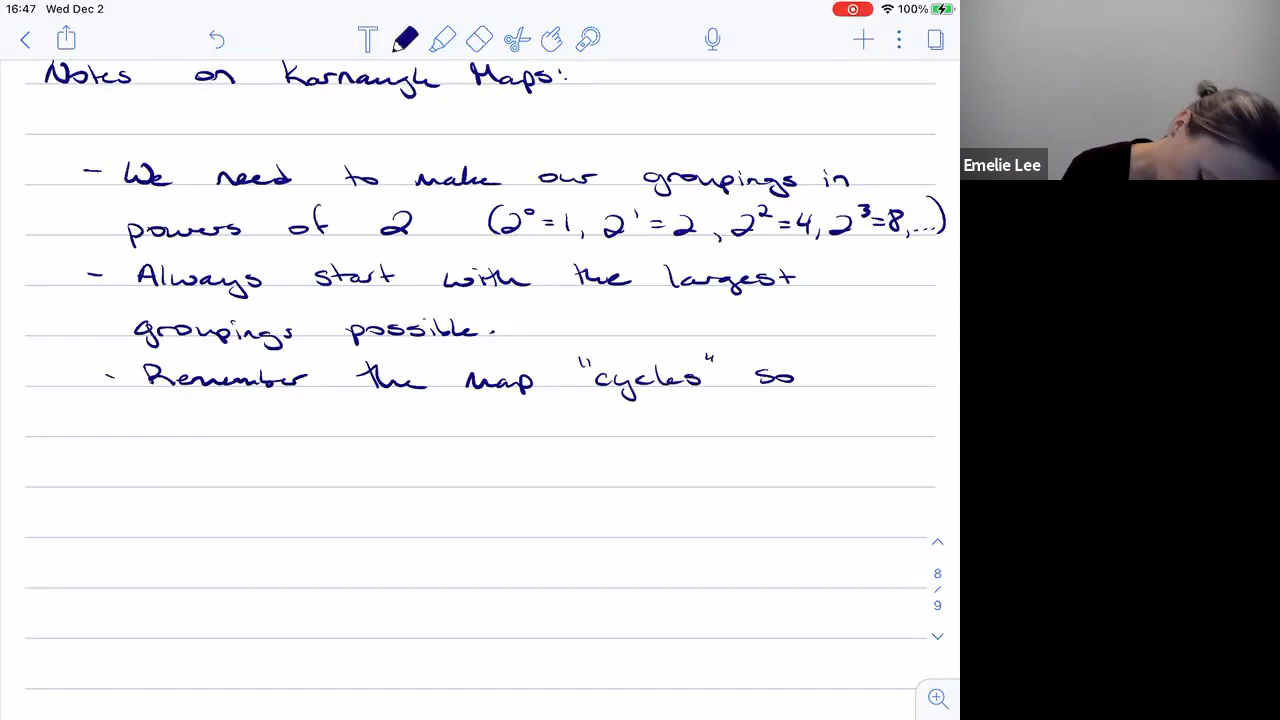 16:47 Wed Dec 2
100%
Notes on Karnaugh Maps:
- We need to make our groupings in
powers of 2 (2⁰=1, 2¹=2, 2²=4, 2³=8,...)
- Always start with the largest
groupings possible.
- Remember the map "cycles" so
Emelie Lee
8
/
9